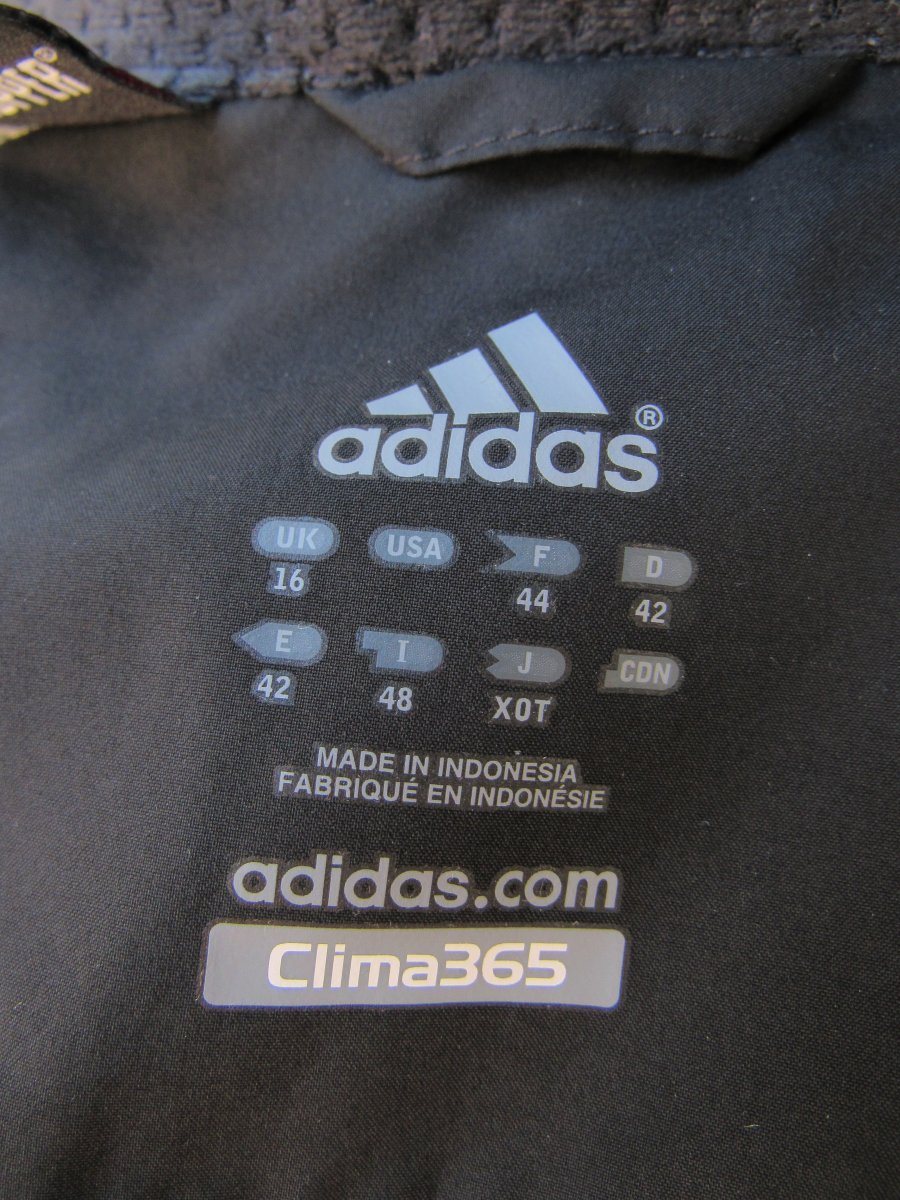 adidas®
UK USA F D
16 44 42
E I J CDN
42 48 XOT
MADE IN INDONESIA
FABRIQUÉ EN INDONÉSIE
adidas.com
Clima365